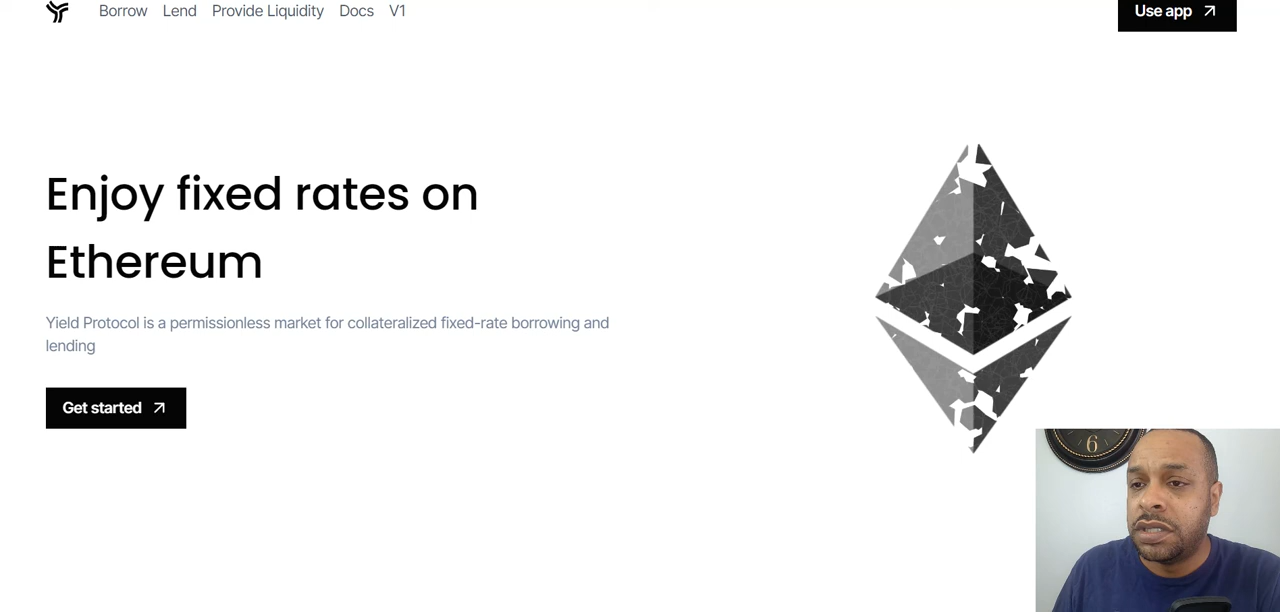 Borrow Lend Provide Liquidity Docs V1 Use app
Enjoy fixed rates on
Ethereum
Yield Protocol is a permissionless market for collateralized fixed-rate borrowing and
lending
Get started
6